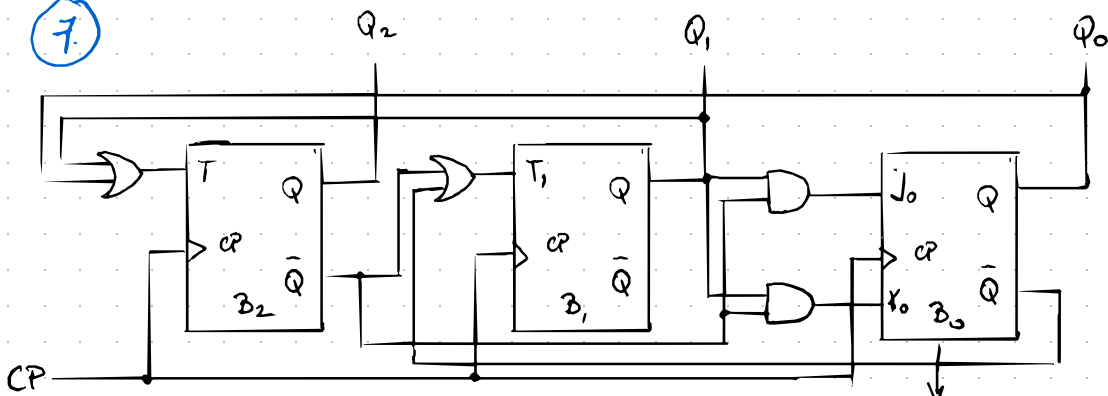 7.
Q₂ Q₁ Q₀
T Q CP Q̄ B₂
T₁ Q CP Q̄ B₁
J₀ Q CP K₀ Q̄ B₀
CP